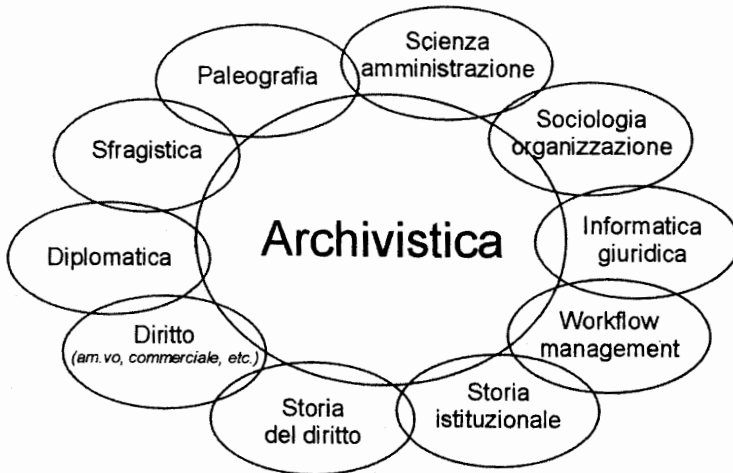 Scienza
amministrazione
Paleografia
Sociologia
organizzazione
Sfragistica
Archivistica
Informatica
giuridica
Diplomatica
Diritto
(am.vo, commerciale, etc.)
Workflow
management
Storia
istituzionale
Storia
del diritto